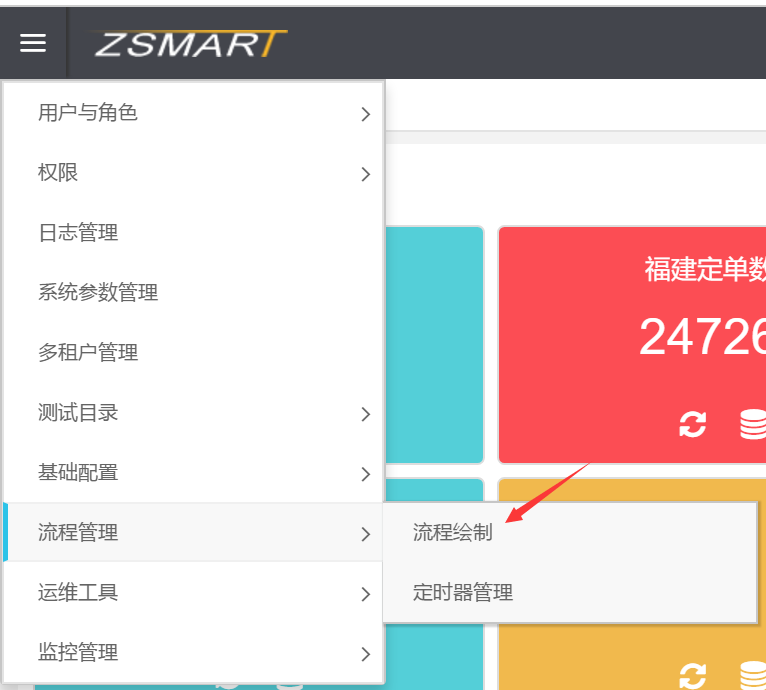 ZSMART
用户与角色
权限
日志管理
系统参数管理
多租户管理
测试目录
基础配置
流程管理
运维工具
监控管理
流程绘制
定时器管理
福建定单数
24726